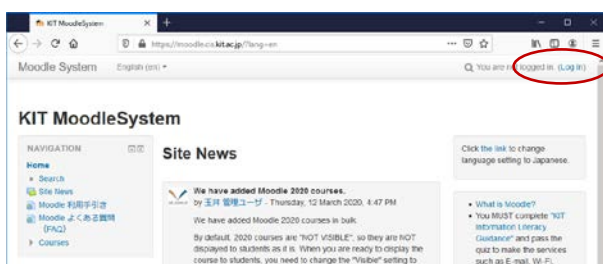 KIT MoodleSystem
https://moodle.cis.kit.ac.jp/?lang=en
Moodle System English (en)
You are not logged in. (Log in)
KIT MoodleSystem
NAVIGATION
Home
Search
Site News
Moodle 利用手引き
Moodle よくある質問
(FAQ)
Courses
Site News
We have added Moodle 2020 courses.
by 玉井 管理ユーザ - Thursday, 12 March 2020, 4:47 PM
We have added Moodle 2020 courses in bulk.
By default, 2020 courses are "NOT VISIBLE", so they are NOT
displayed to students as it is. When you are ready to display the
course to students, you need to change the "Visible" setting to
Click the link to change
language setting to Japanese.
What is Moodle?
You MUST complete "KIT
Information Literacy
Guidance" and pass the
quiz to make the services
such as E-mail, Wi-Fi,